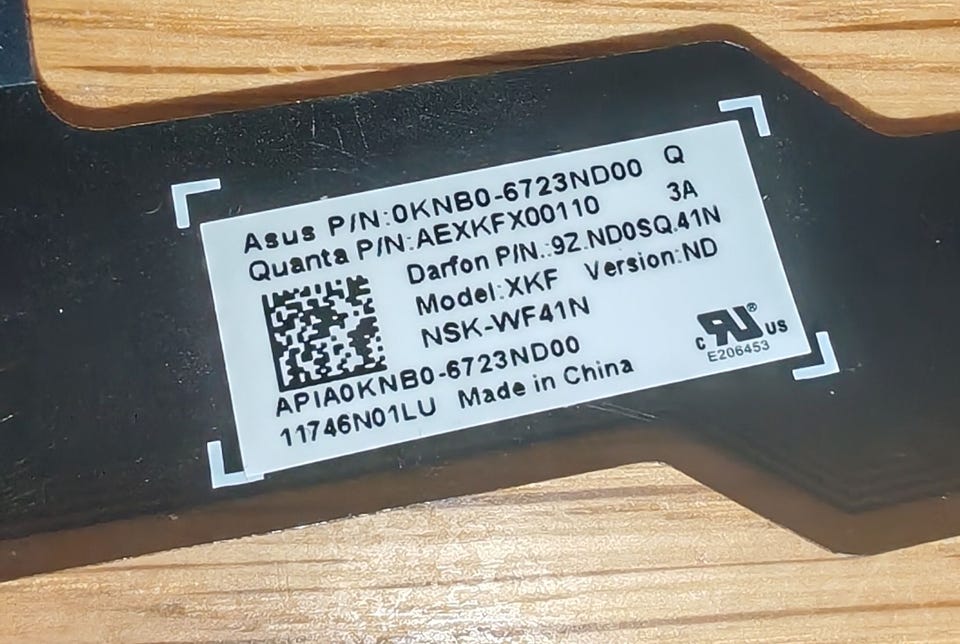 Asus P/N:0KNB0-6723ND00 Q
Quanta P/N:AEXKFX00110 3A
Darfon P/N.:9Z.ND0SQ.41N
Model:XKF Version:ND
NSK-WF41N
APIA0KNB0-6723ND00
11746N01LU Made in China
c RU ® US
E206453